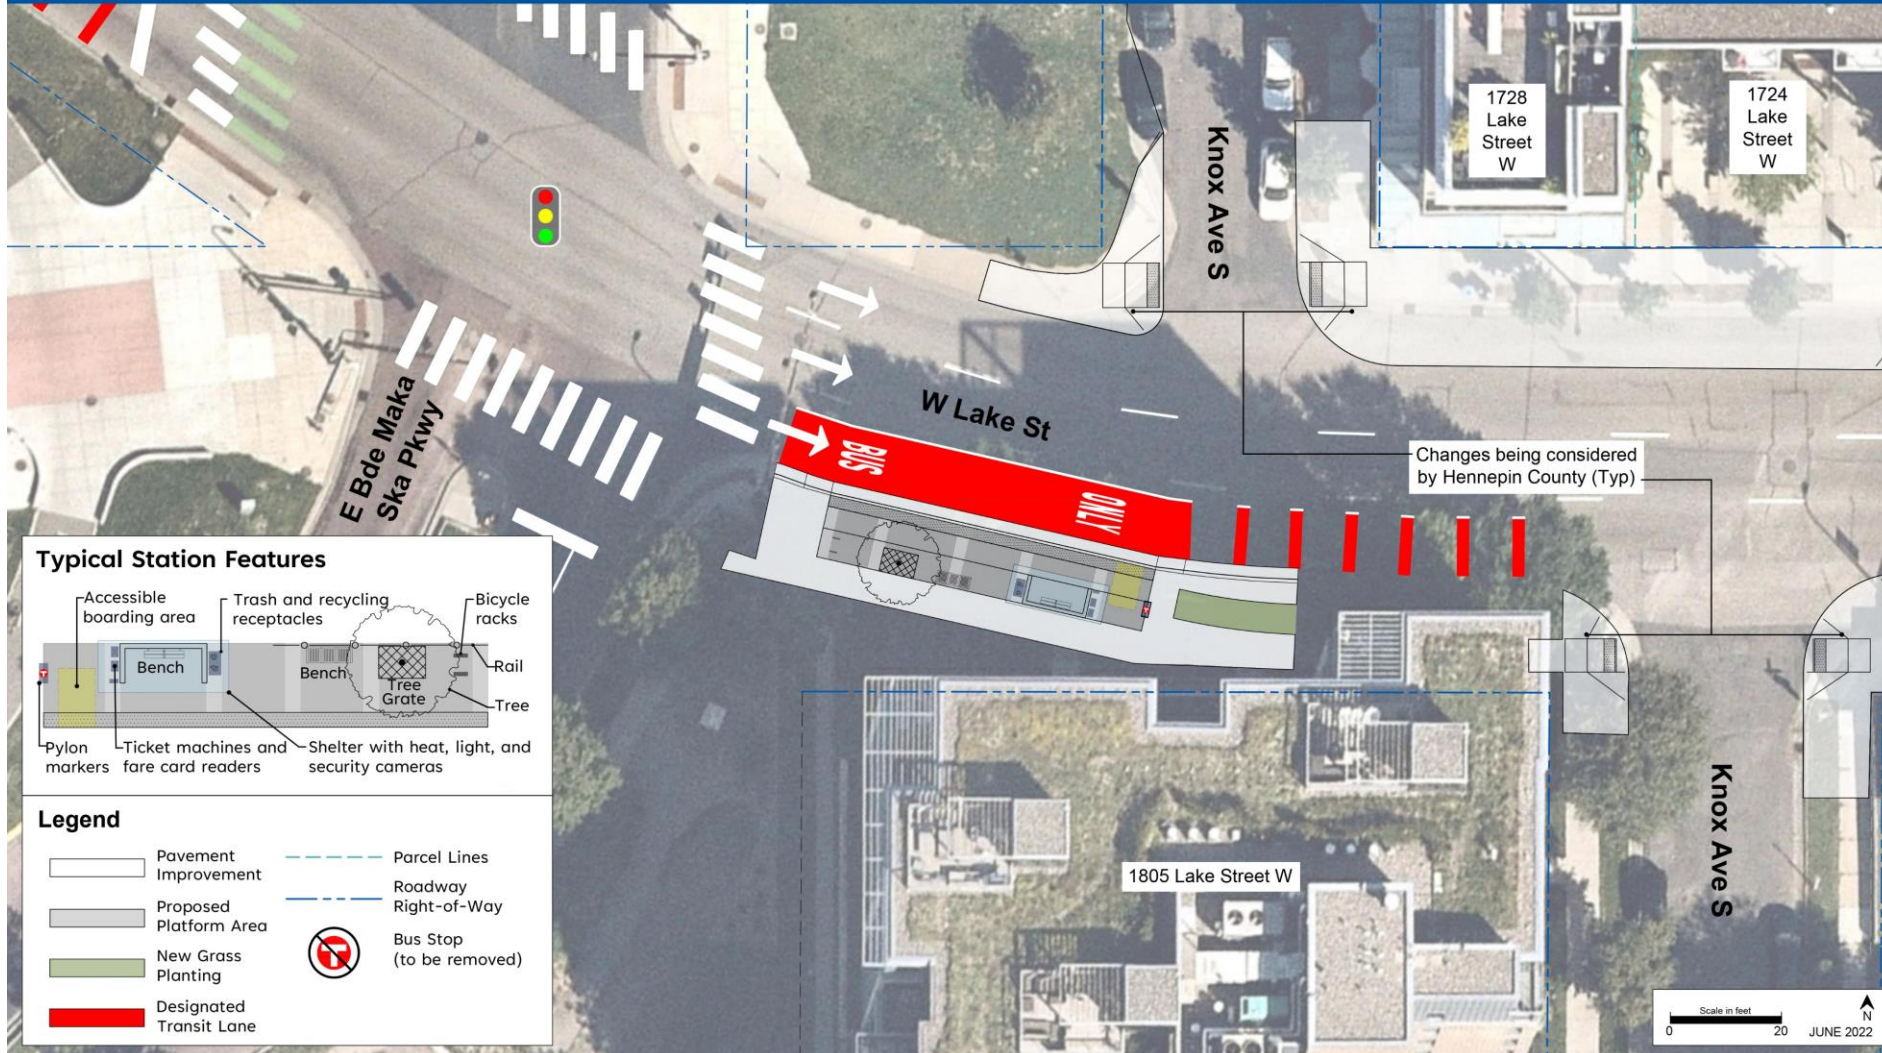 1728
Lake
Street
W
1724
Lake
Street
W
Knox Ave S
W Lake St
E Bde Maka
Ska Pkwy
BUS
ONLY
Changes being considered
by Hennepin County (Typ)
Typical Station Features
Accessible
boarding area
Trash and recycling
receptacles
Bicycle
racks
Bench
Bench
Rail
Tree
Grate
Tree
Pylon
markers
Ticket machines and
fare card readers
Shelter with heat, light, and
security cameras
Legend
Pavement
Improvement
Proposed
Platform Area
New Grass
Planting
Designated
Transit Lane
Parcel Lines
Roadway
Right-of-Way
Bus Stop
(to be removed)
1805 Lake Street W
Knox Ave S
Scale in feet
0 20
N
JUNE 2022